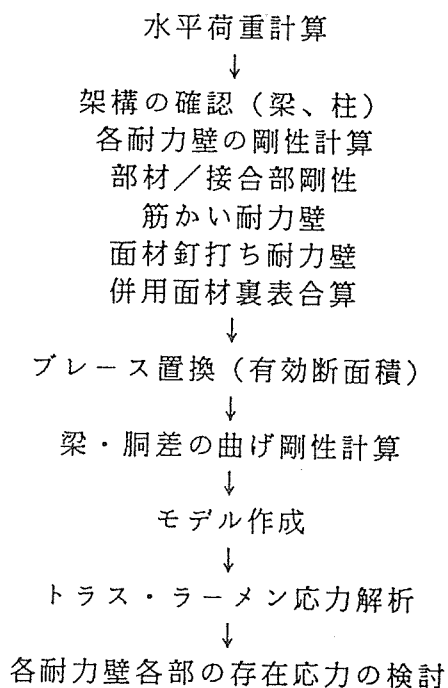 水平荷重計算
↓
架構の確認（梁、柱）
各耐力壁の剛性計算
部材／接合部剛性
筋かい耐力壁
面材釘打ち耐力壁
併用面材裏表合算
↓
ブレース置換（有効断面積）
↓
梁・胴差の曲げ剛性計算
↓
モデル作成
↓
トラス・ラーメン応力解析
↓
各耐力壁各部の存在応力の検討